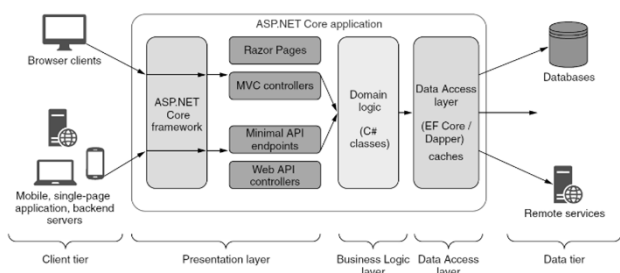 ASP.NET Core application
Browser clients
Mobile, single-page
application, backend
servers
ASP.NET
Core
framework
Razor Pages
MVC controllers
Minimal API
endpoints
Web API
controllers
Domain
logic
(C#
classes)
Data Access
layer
(EF Core /
Dapper)
caches
Databases
Remote services
Client tier
Presentation layer
Business Logic
layer
Data Access
layer
Data tier